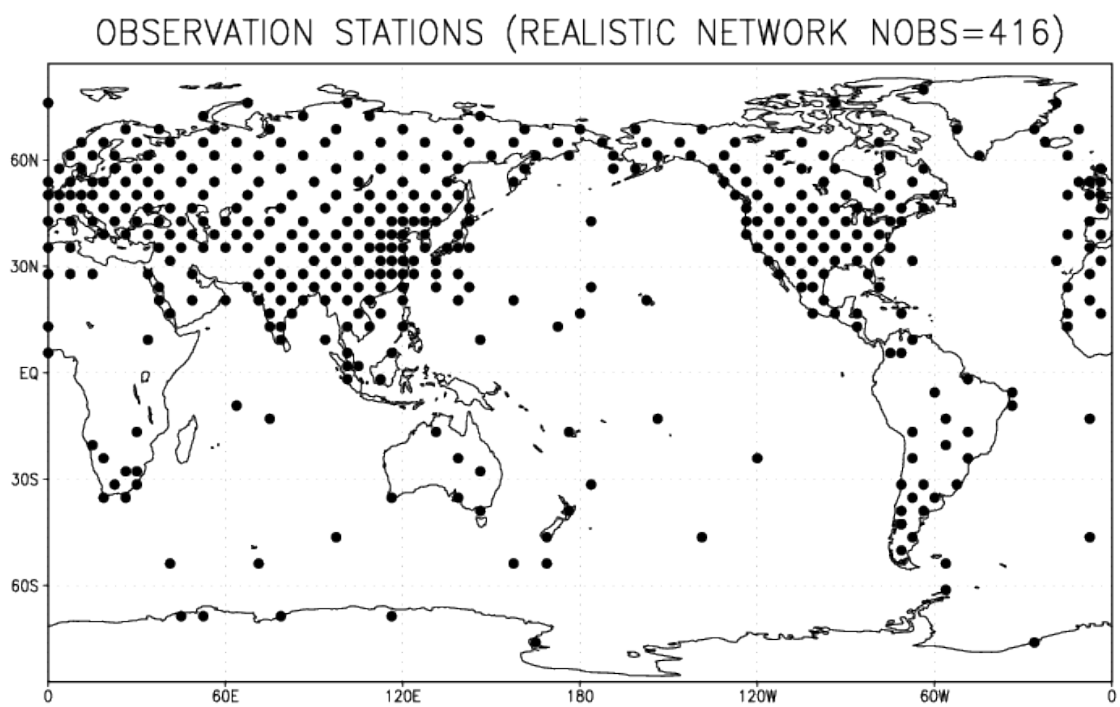 OBSERVATION STATIONS (REALISTIC NETWORK NOBS=416)
60N
30N
EQ
30S
60S
0 60E 120E 180 120W 60W 0